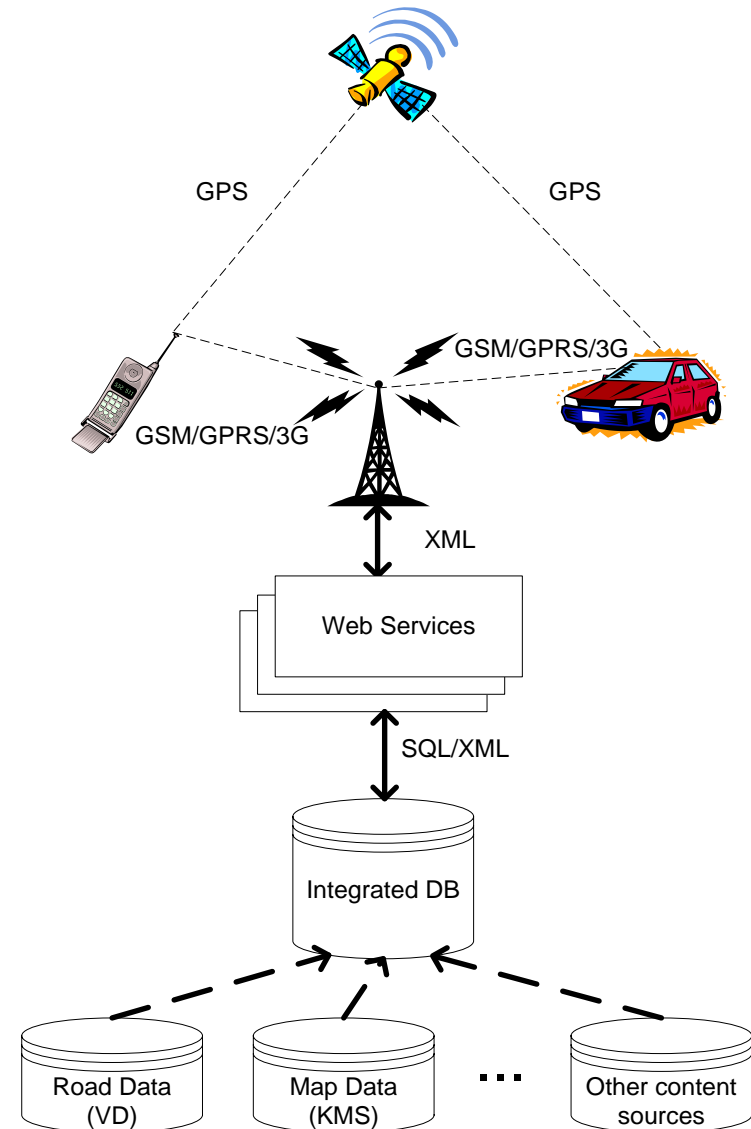 GPS
GPS
GSM/GPRS/3G
GSM/GPRS/3G
XML
Web Services
SQL/XML
Integrated DB
Road Data
(VD)
Map Data
(KMS)
...
Other content
sources